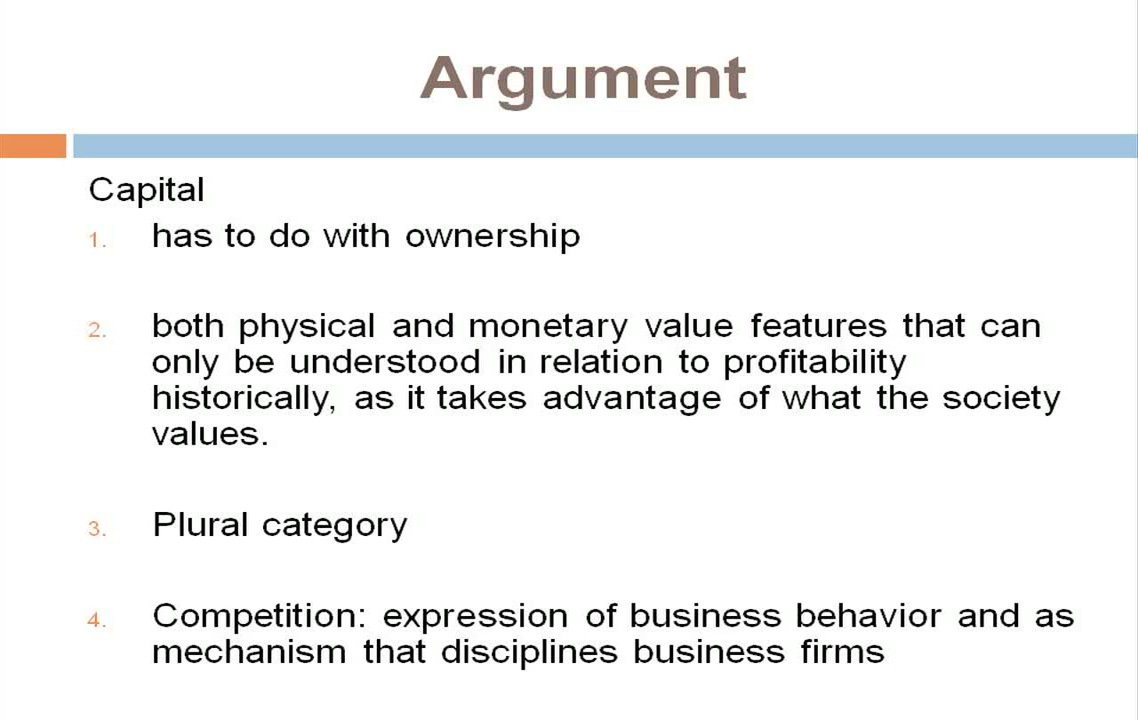 Argument
Capital
1. has to do with ownership
2. both physical and monetary value features that can
only be understood in relation to profitability
historically, as it takes advantage of what the society
values.
3. Plural category
4. Competition: expression of business behavior and as
mechanism that disciplines business firms